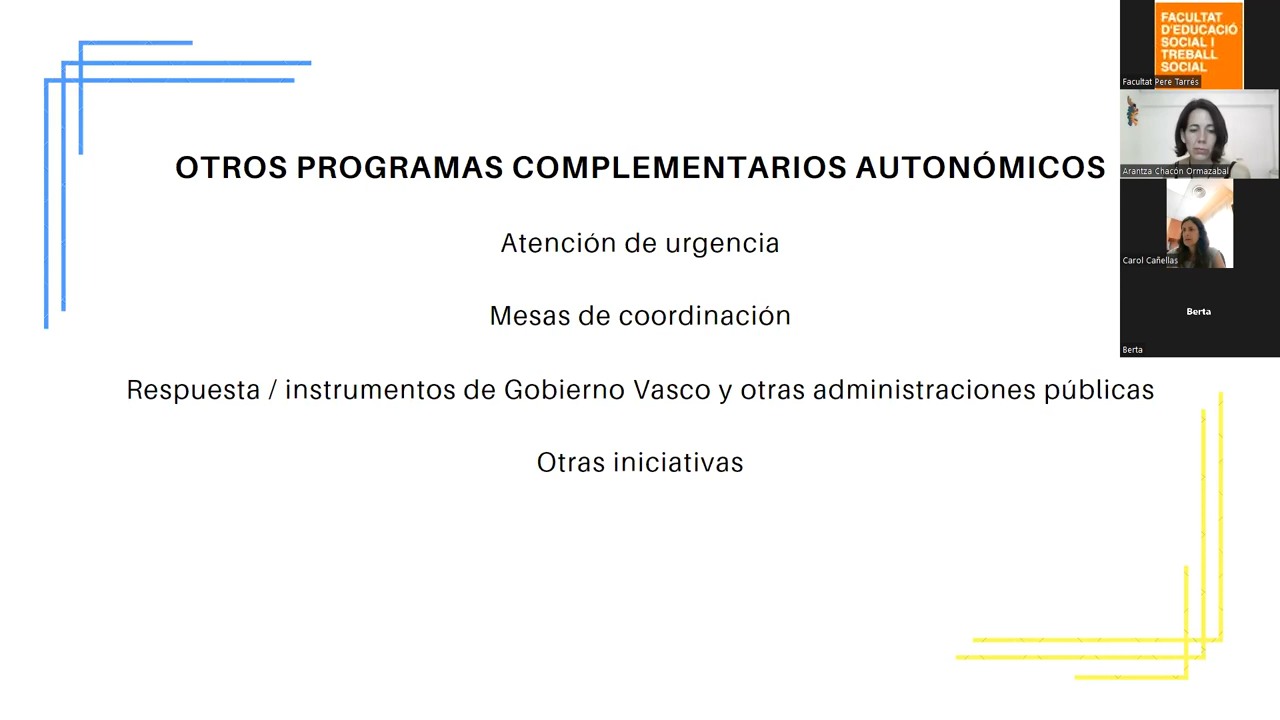 OTROS PROGRAMAS COMPLEMENTARIOS AUTONÓMICOS
Atención de urgencia
Mesas de coordinación
Respuesta / instrumentos de Gobierno Vasco y otras administraciones públicas
Otras iniciativas
FACULTAT
D'EDUCACIÓ
SOCIAL I
TREBALL
SOCIAL
Facultat Pere Tarrés
Arantza Chacón Ormazabal
Carol Cañellas
Berta
Berta